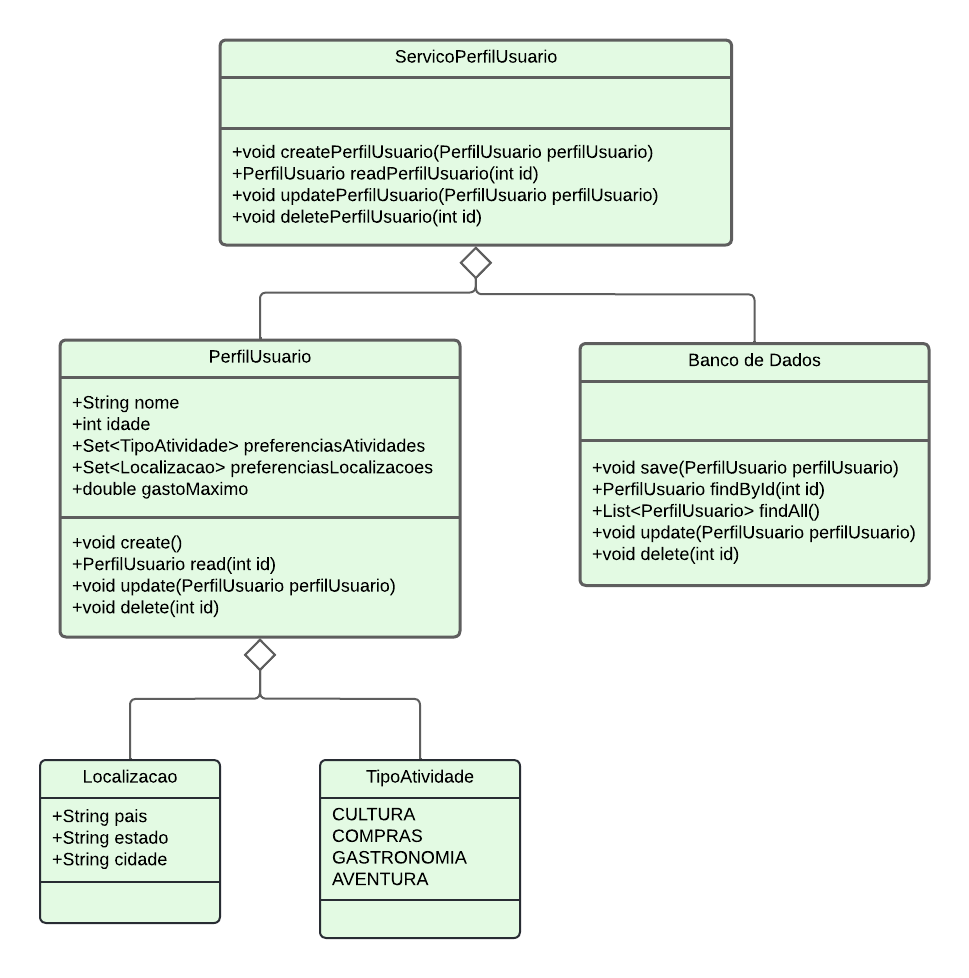 ServicoPerfilUsuario
+void createPerfilUsuario(PerfilUsuario perfilUsuario)
+PerfilUsuario readPerfilUsuario(int id)
+void updatePerfilUsuario(PerfilUsuario perfilUsuario)
+void deletePerfilUsuario(int id)
PerfilUsuario
+String nome
+int idade
+Set<TipoAtividade> preferenciasAtividades
+Set<Localizacao> preferenciasLocalizacoes
+double gastoMaximo
+void create()
+PerfilUsuario read(int id)
+void update(PerfilUsuario perfilUsuario)
+void delete(int id)
Banco de Dados
+void save(PerfilUsuario perfilUsuario)
+PerfilUsuario findById(int id)
+List<PerfilUsuario> findAll()
+void update(PerfilUsuario perfilUsuario)
+void delete(int id)
Localizacao
+String pais
+String estado
+String cidade
TipoAtividade
CULTURA
COMPRAS
GASTRONOMIA
AVENTURA